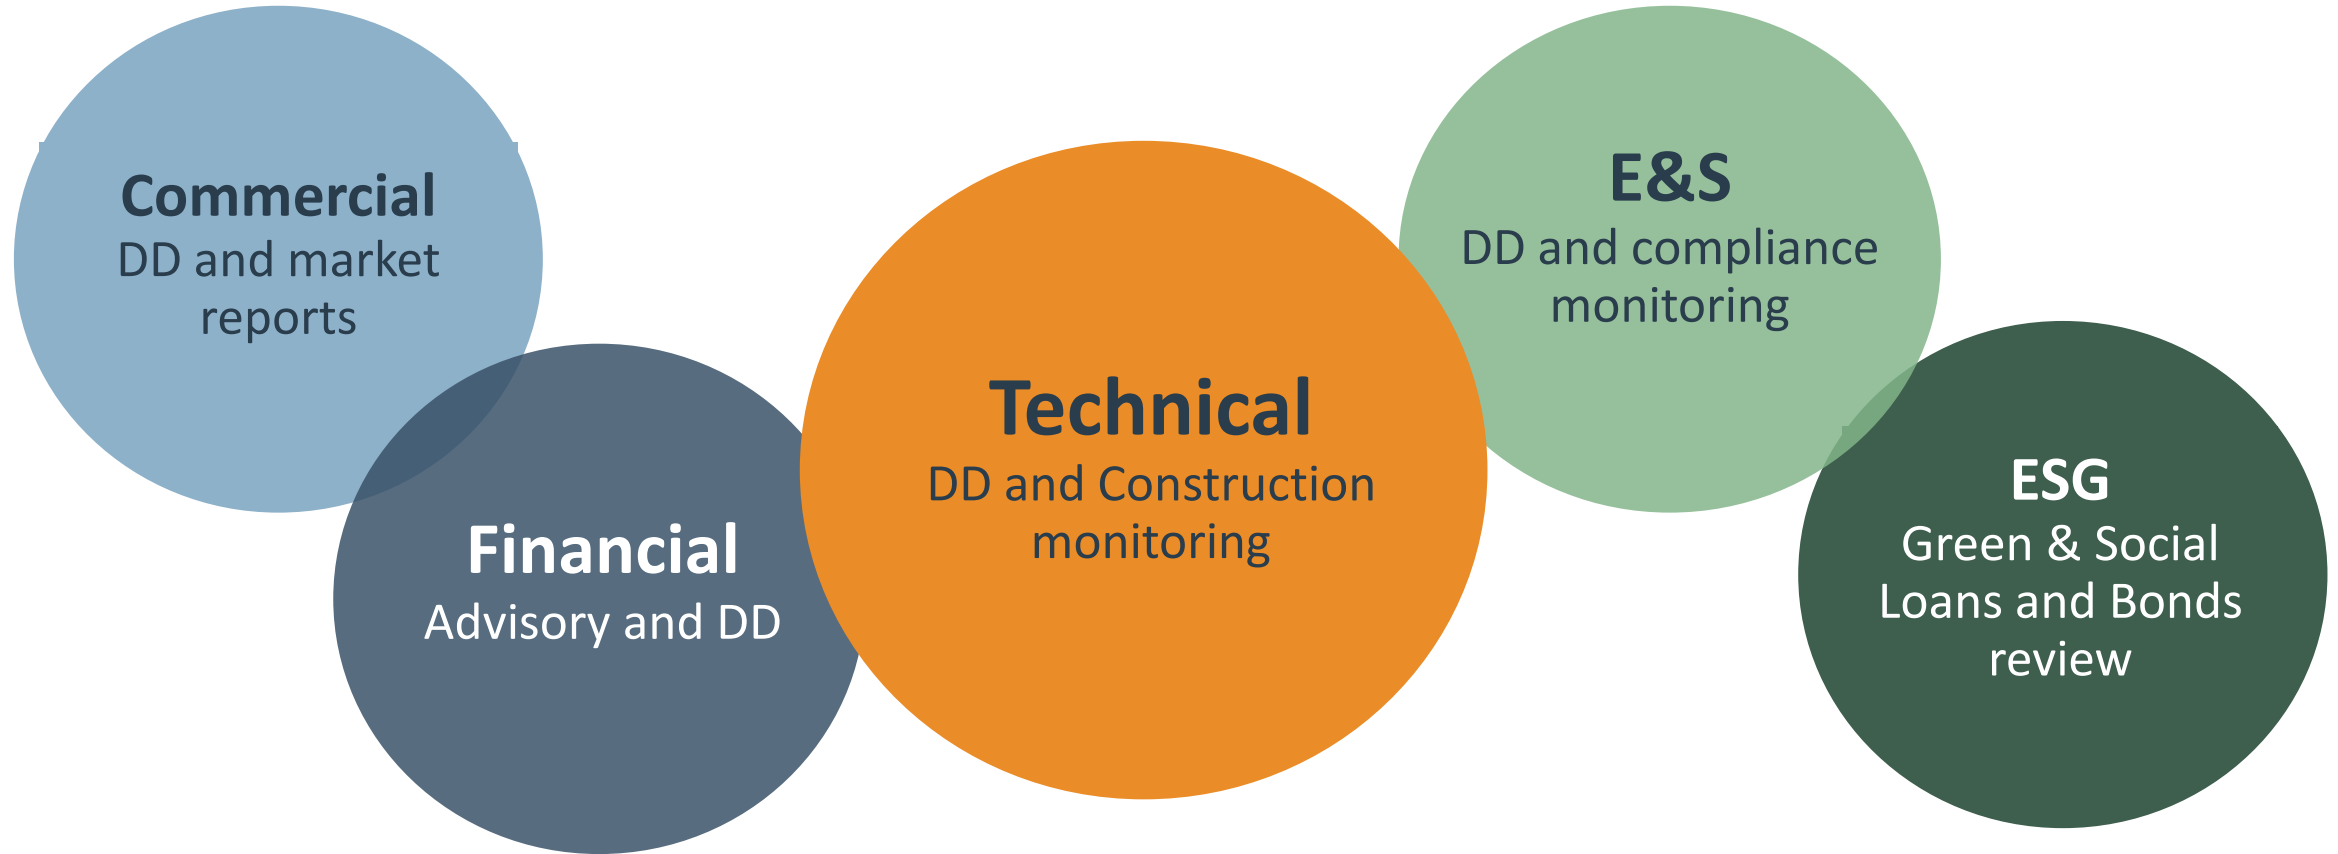 Commercial
DD and market
reports
Financial
Advisory and DD
Technical
DD and Construction
monitoring
E&S
DD and compliance
monitoring
ESG
Green & Social
Loans and Bonds
review